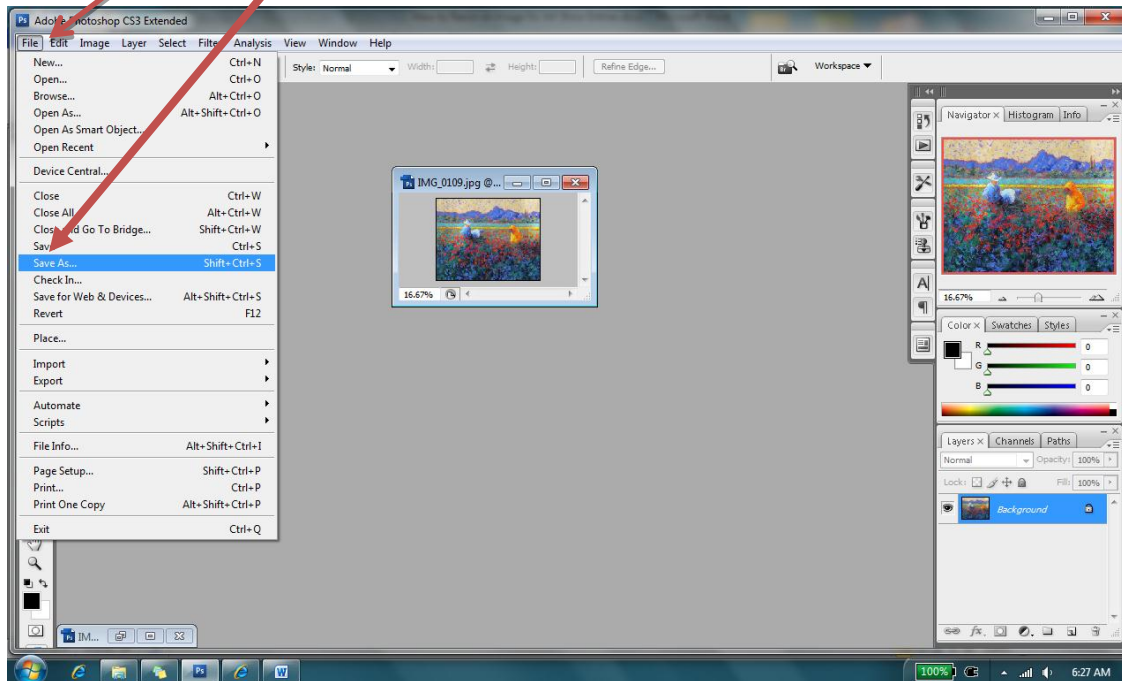 Ps Adobe Photoshop CS3 Extended
File Edit Image Layer Select Filter Analysis View Window Help
Style: Normal Width: Height: Refine Edge... Workspace
New... Ctrl+N
Open... Ctrl+O
Browse... Alt+Ctrl+O
Open As... Alt+Shift+Ctrl+O
Open As Smart Object...
Open Recent
Device Central...
Close Ctrl+W
Close All Alt+Ctrl+W
Close and Go To Bridge... Shift+Ctrl+W
Save Ctrl+S
Save As... Shift+Ctrl+S
Check In...
Save for Web & Devices... Alt+Shift+Ctrl+S
Revert F12
Place...
Import
Export
Automate
Scripts
File Info... Alt+Shift+Ctrl+I
Page Setup... Shift+Ctrl+P
Print... Ctrl+P
Print One Copy Alt+Shift+Ctrl+P
Exit Ctrl+Q
IMG_0109.jpg @...
16.67%
Navigator × Histogram Info
16.67%
Color × Swatches Styles
R 0
G 0
B 0
Layers × Channels Paths
Normal Opacity: 100%
Lock: Fill: 100%
Background
IM...
Ps W 100% 6:27 AM